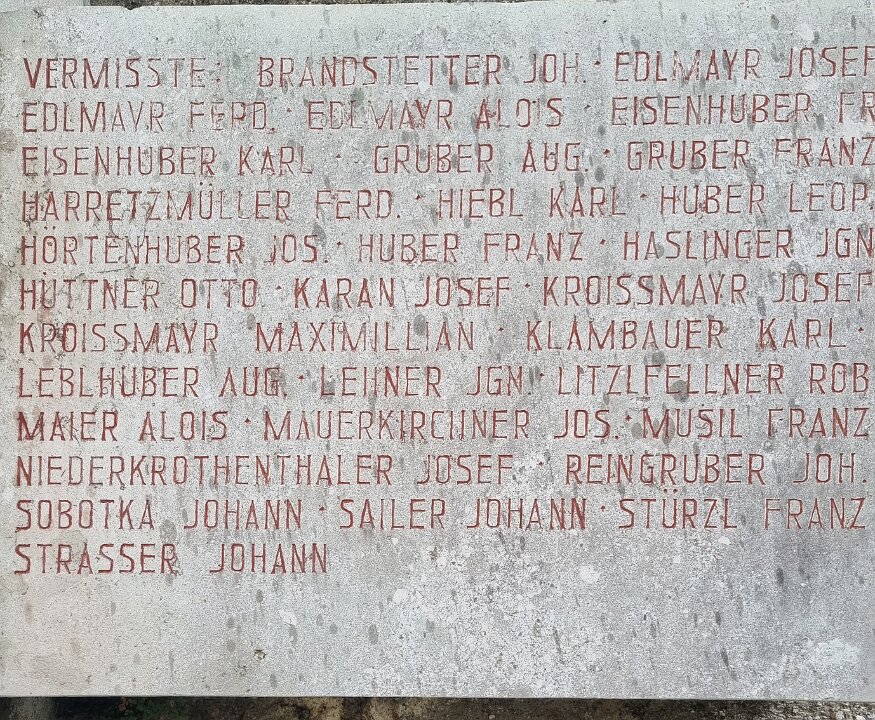 VERMISSTE: BRANDSTETTER JOH. · EDLMAYR JOSEF
EDLMAYR FERD. · EDLMAYR ALOIS · EISENHUBER FR
EISENHUBER KARL · GRUBER AUG. · GRUBER FRANZ
HARRETZMÜLLER FERD. · HIEBL KARL · HUBER LEOP.
HÖRTENHUBER JOS. · HUBER FRANZ · HASLINGER JGN
HÜTTNER OTTO · KARAN JOSEF · KROISSMAYR JOSEF
KROISSMAYR MAXIMILLIAN · KLAMBAUER KARL ·
LEBLHUBER AUG. · LEHNER JGN. · LITZLFELLNER ROB
MAIER ALOIS · MAUERKIRCHNER JOS. · MUSIL FRANZ
NIEDERKROTHENTHALER JOSEF · REINGRUBER JOH.
SOBOTKA JOHANN · SAILER JOHANN · STÜRZL FRANZ
STRASSER JOHANN